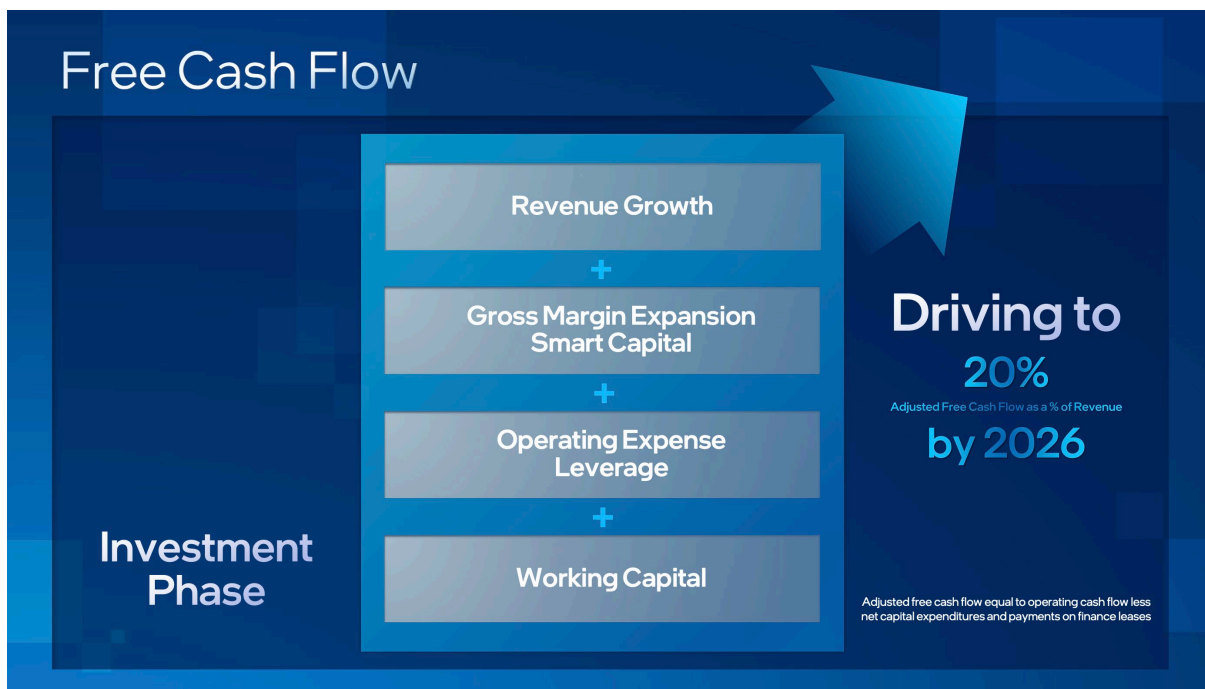 Free Cash Flow
Revenue Growth
+
Gross Margin Expansion
Smart Capital
+
Operating Expense
Leverage
+
Working Capital
Investment
Phase
Driving to
20%
Adjusted Free Cash Flow as a % of Revenue
by 2026
Adjusted free cash flow equal to operating cash flow less
net capital expenditures and payments on finance leases